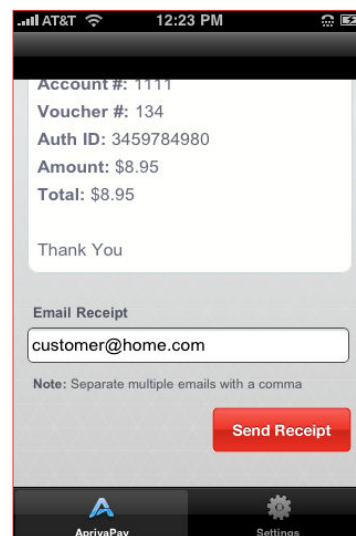 AT&T 12:23 PM
Account #: 1111
Voucher #: 134
Auth ID: 3459784980
Amount: $8.95
Total: $8.95
Thank You
Email Receipt
customer@home.com
Note: Separate multiple emails with a comma
Send Receipt
AprivaPay Settings